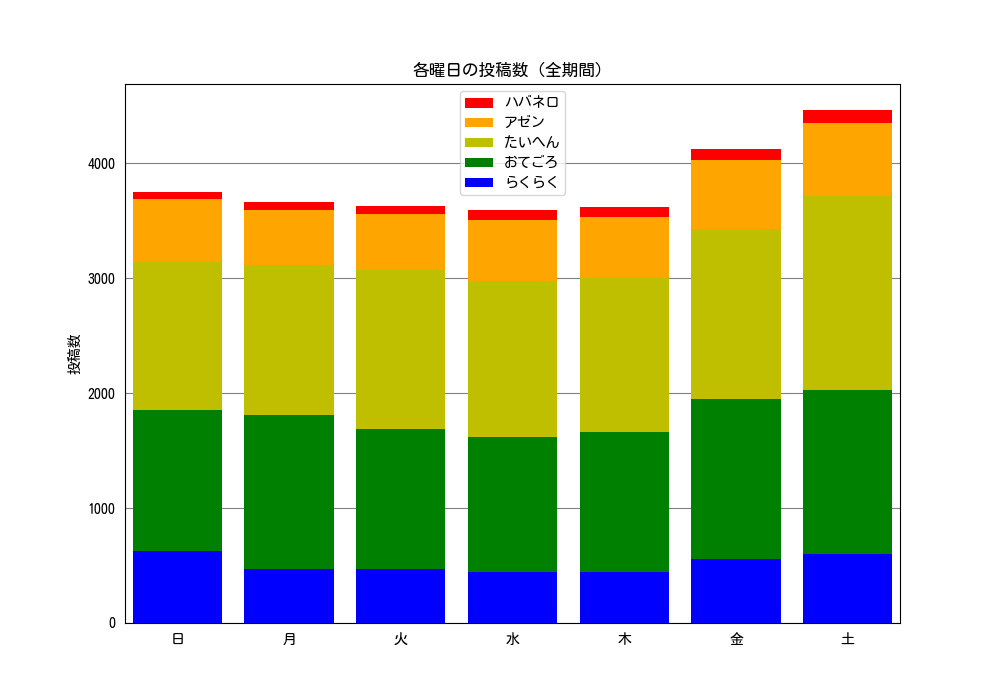 各曜日の投稿数（全期間）
ハバネロ
アゼン
たいへん
おてごろ
らくらく
投稿数
4000
3000
2000
1000
0
日 月 火 水 木 金 土